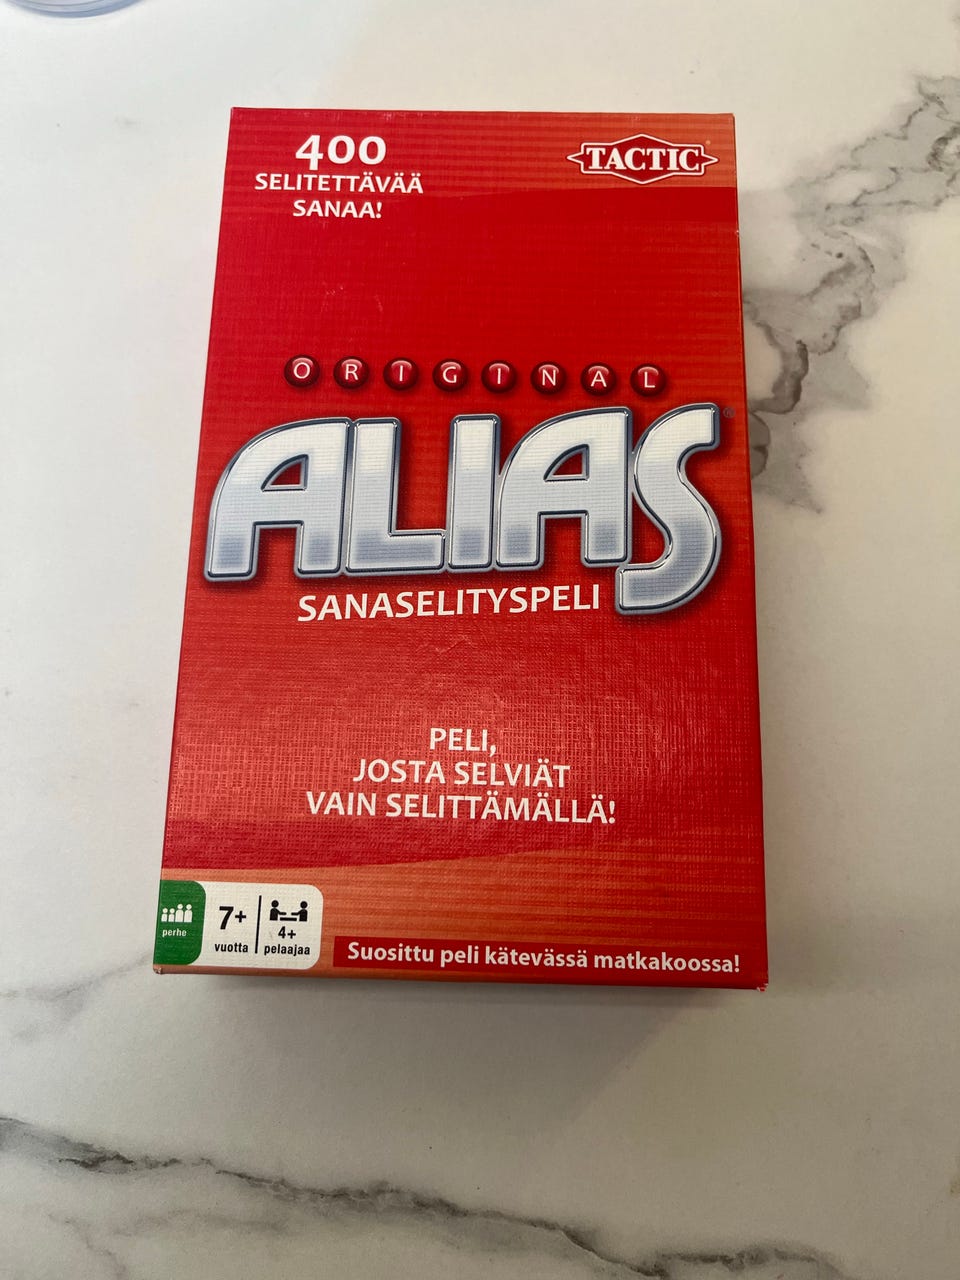 400
SELITETTÄVÄÄ
SANAA!
TACTIC
ORIGINAL
ALIAS®
SANASELITYSPELI
PELI,
JOSTA SELVIÄT
VAIN SELITTÄMÄLLÄ!
perhe
7+
vuotta
4+
pelaajaa
Suosittu peli kätevässä matkakoossa!